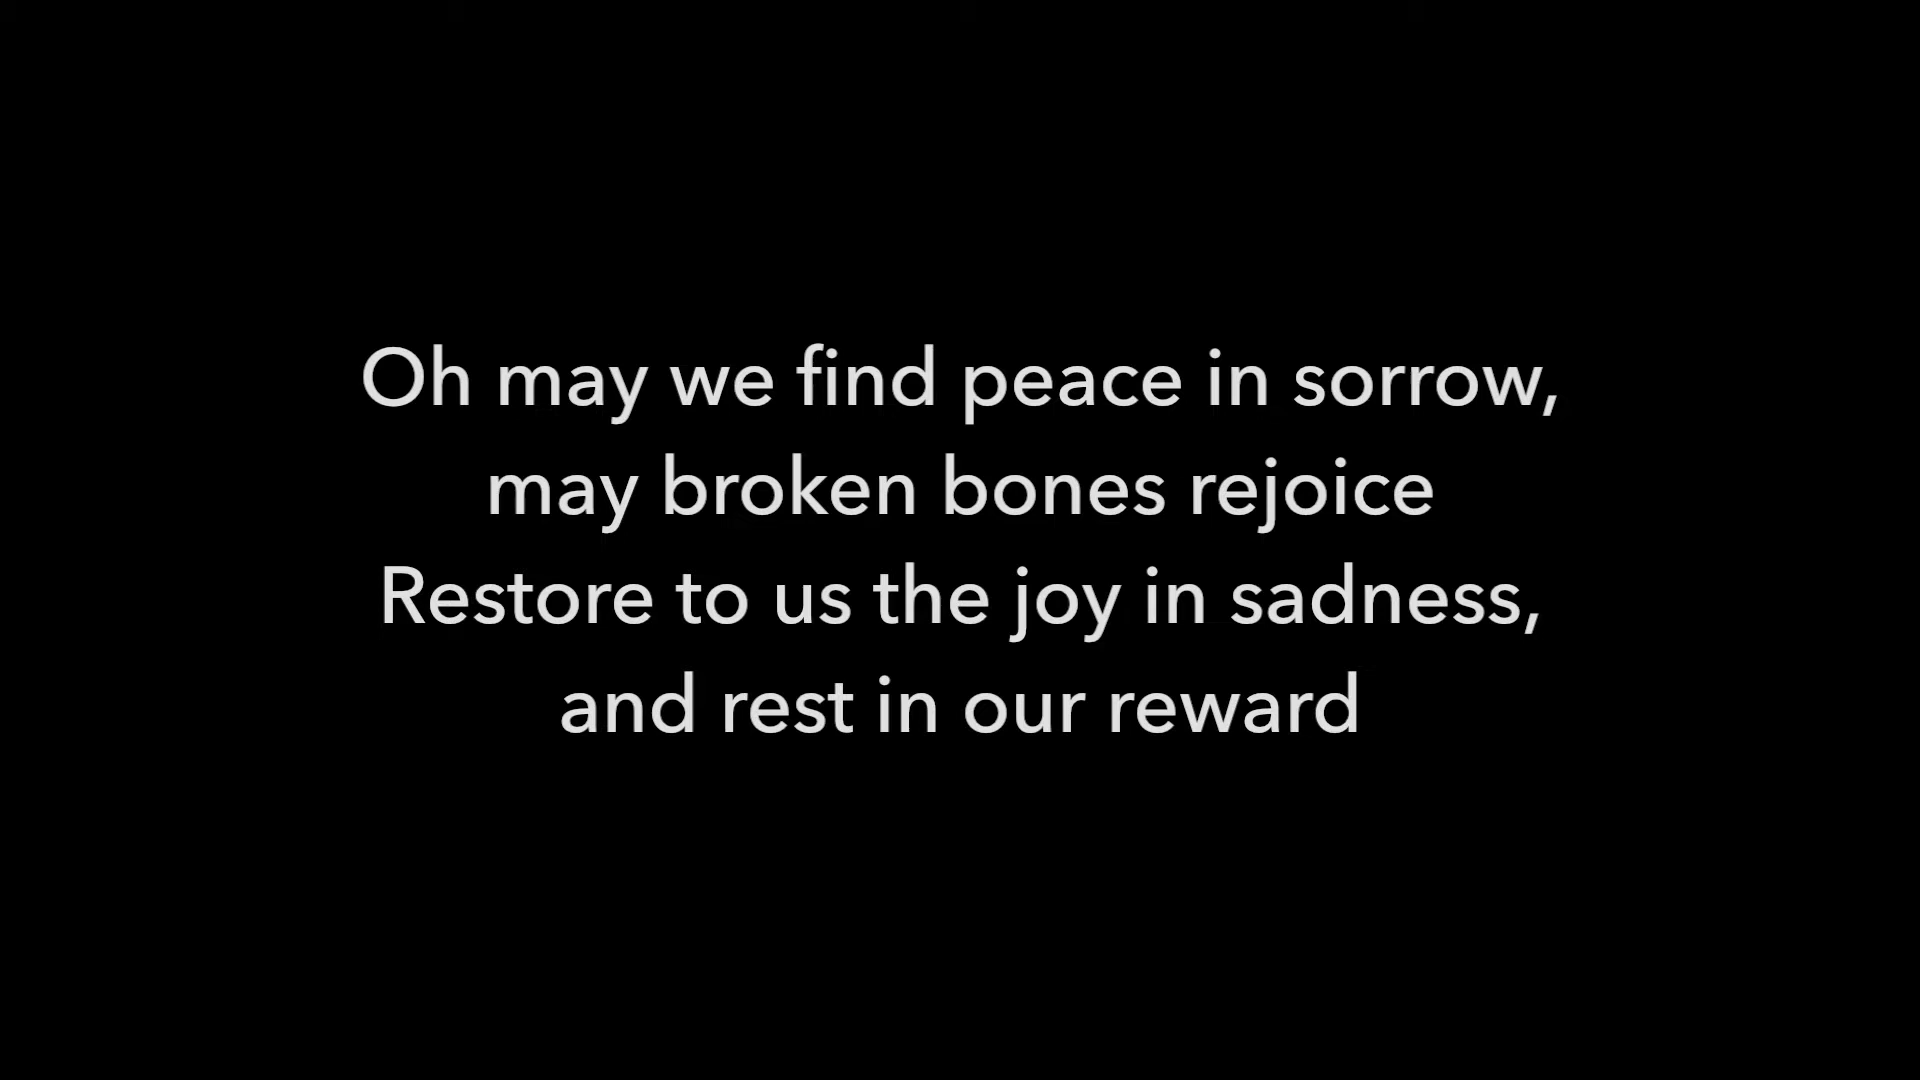 Oh may we find peace in sorrow,
may broken bones rejoice
Restore to us the joy in sadness,
and rest in our reward